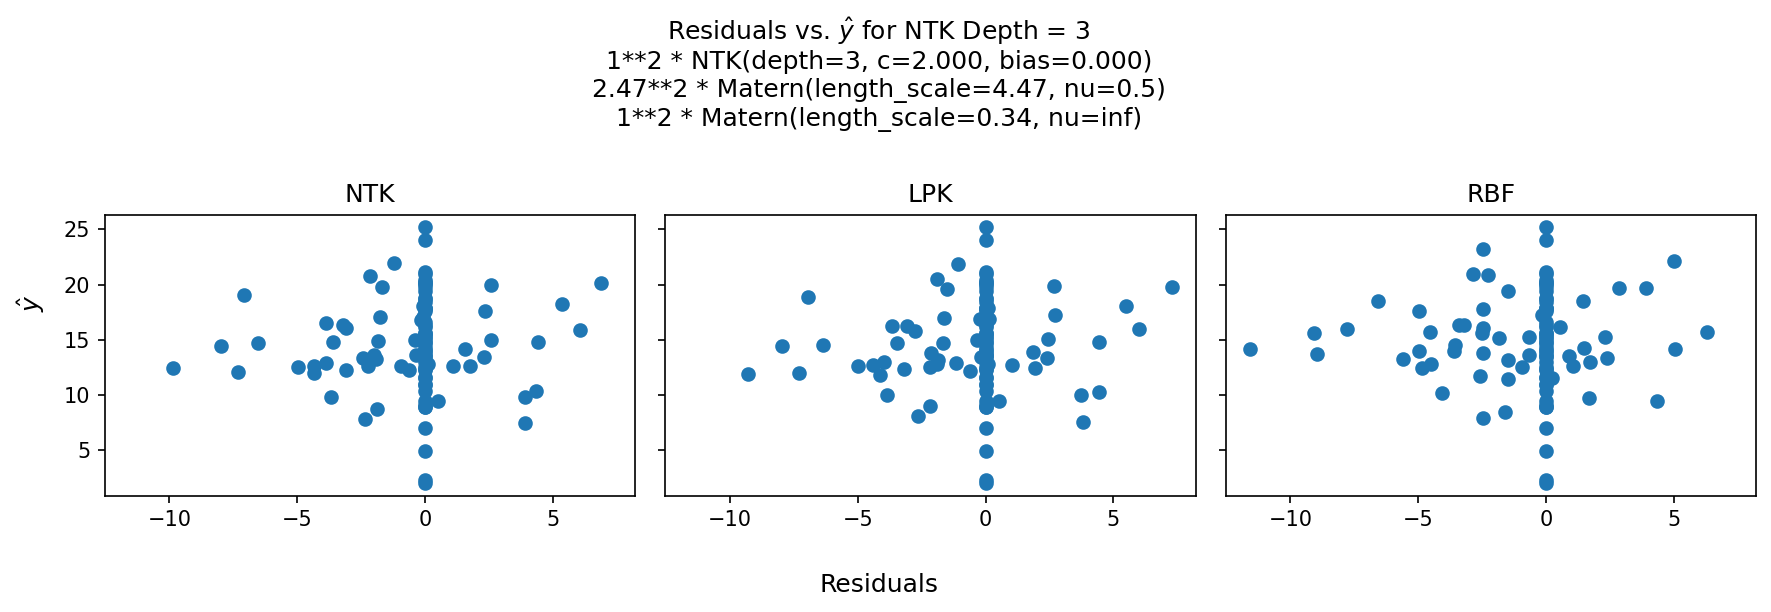 Residuals vs. ŷ for NTK Depth = 3
1**2 * NTK(depth=3, c=2.000, bias=0.000)
2.47**2 * Matern(length_scale=4.47, nu=0.5)
1**2 * Matern(length_scale=0.34, nu=inf)
NTK LPK RBF
25
20
15
10
5
ŷ
−10 −5 0 5 −10 −5 0 5 −10 −5 0 5
Residuals